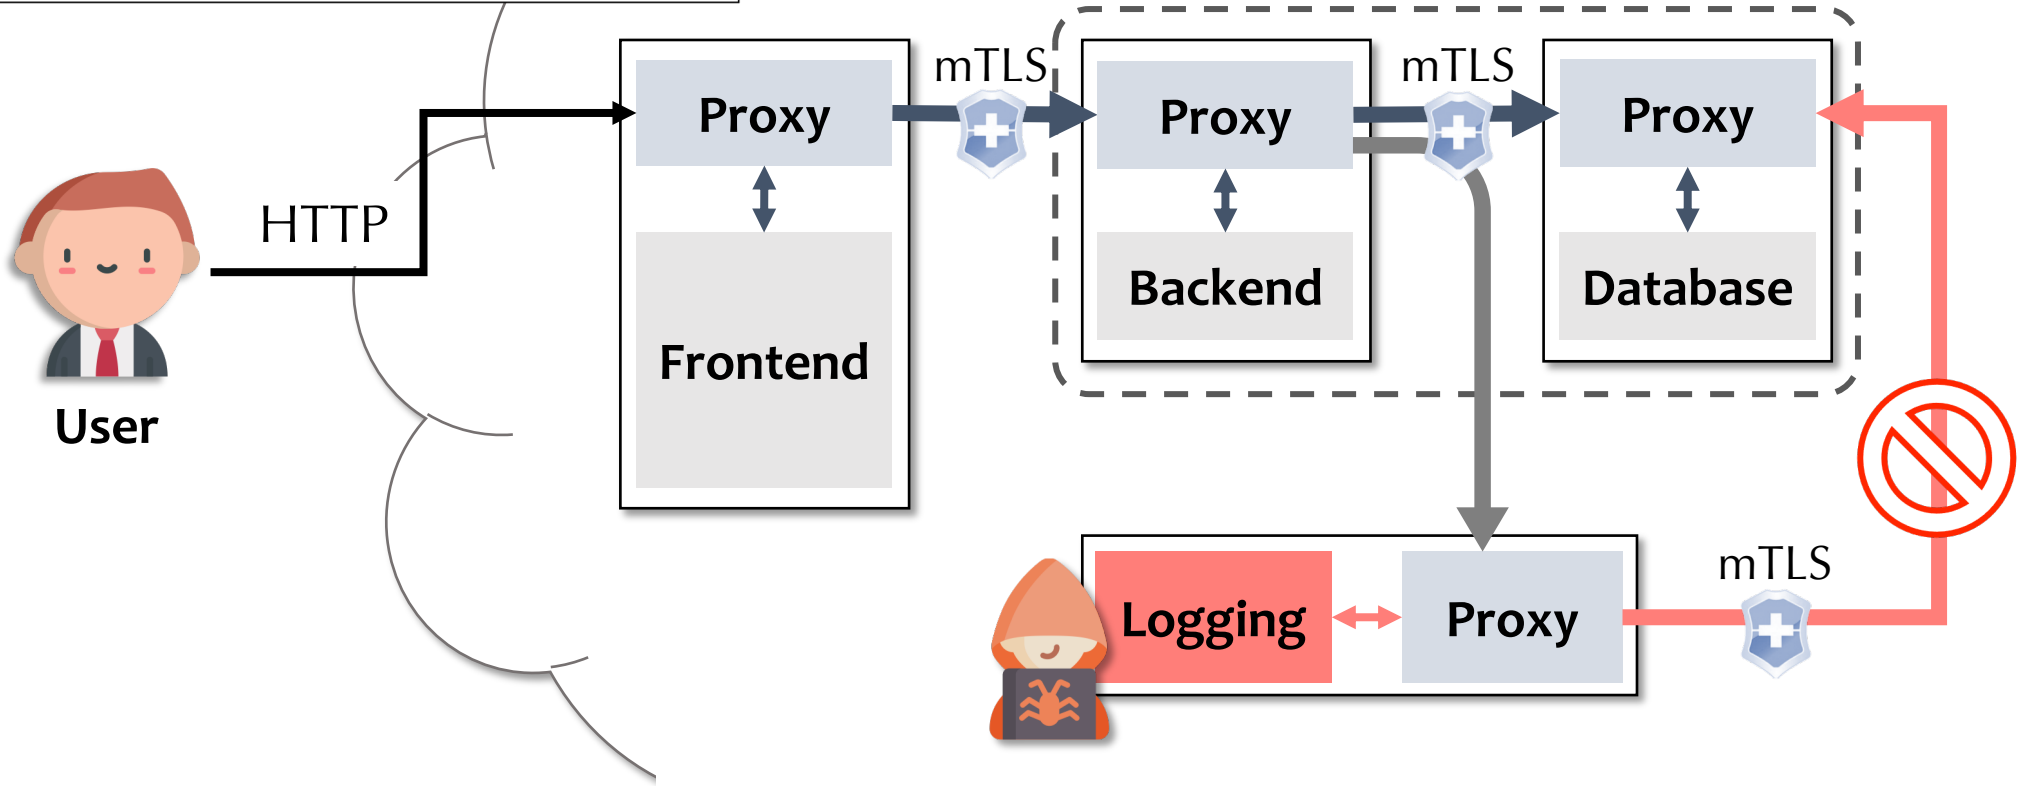 mTLS
mTLS
Proxy
Proxy
Proxy
HTTP
Backend
Database
Frontend
User
mTLS
Logging
Proxy